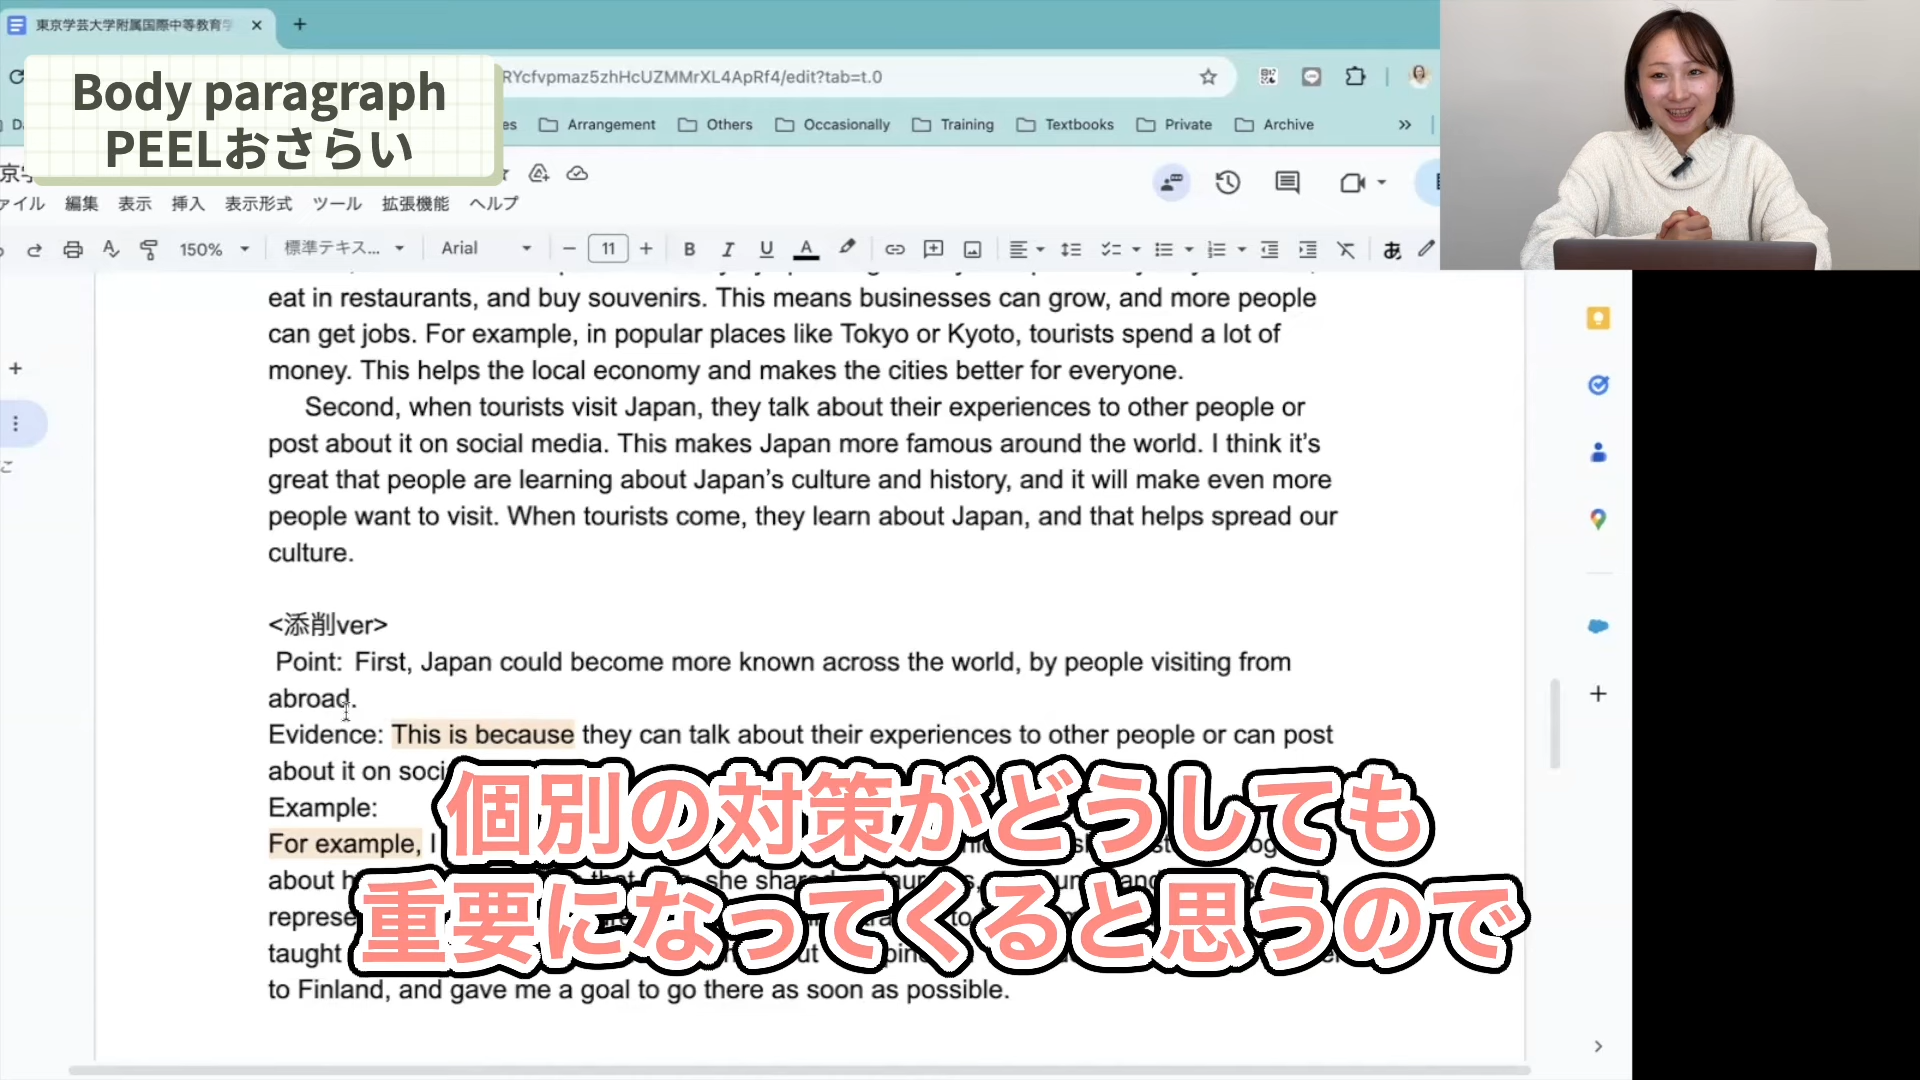 東京学芸大学附属国際中等教育学
Body paragraph
PEELおさらい
RYcfvpmaz5zhHcUZMMrXL4ApRf4/edit?tab=t.0
Arrangement
Others
Occasionally
Training
Textbooks
Private
Archive
ァイル 編集 表示 挿入 表示形式 ツール 拡張機能 ヘルプ
150% 標準テキス... Arial 11
eat in restaurants, and buy souvenirs. This means businesses can grow, and more people
can get jobs. For example, in popular places like Tokyo or Kyoto, tourists spend a lot of
money. This helps the local economy and makes the cities better for everyone.
Second, when tourists visit Japan, they talk about their experiences to other people or
post about it on social media. This makes Japan more famous around the world. I think it’s
great that people are learning about Japan’s culture and history, and it will make even more
people want to visit. When tourists come, they learn about Japan, and that helps spread our
culture.
<添削ver>
Point: First, Japan could become more known across the world, by people visiting from
abroad.
Evidence: This is because they can talk about their experiences to other people or can post
about it on
Example:
For example, I
about
she
taught
to Finland, and gave me a goal to go there as soon as possible.
個別の対策がどうしても
重要になってくると思うので